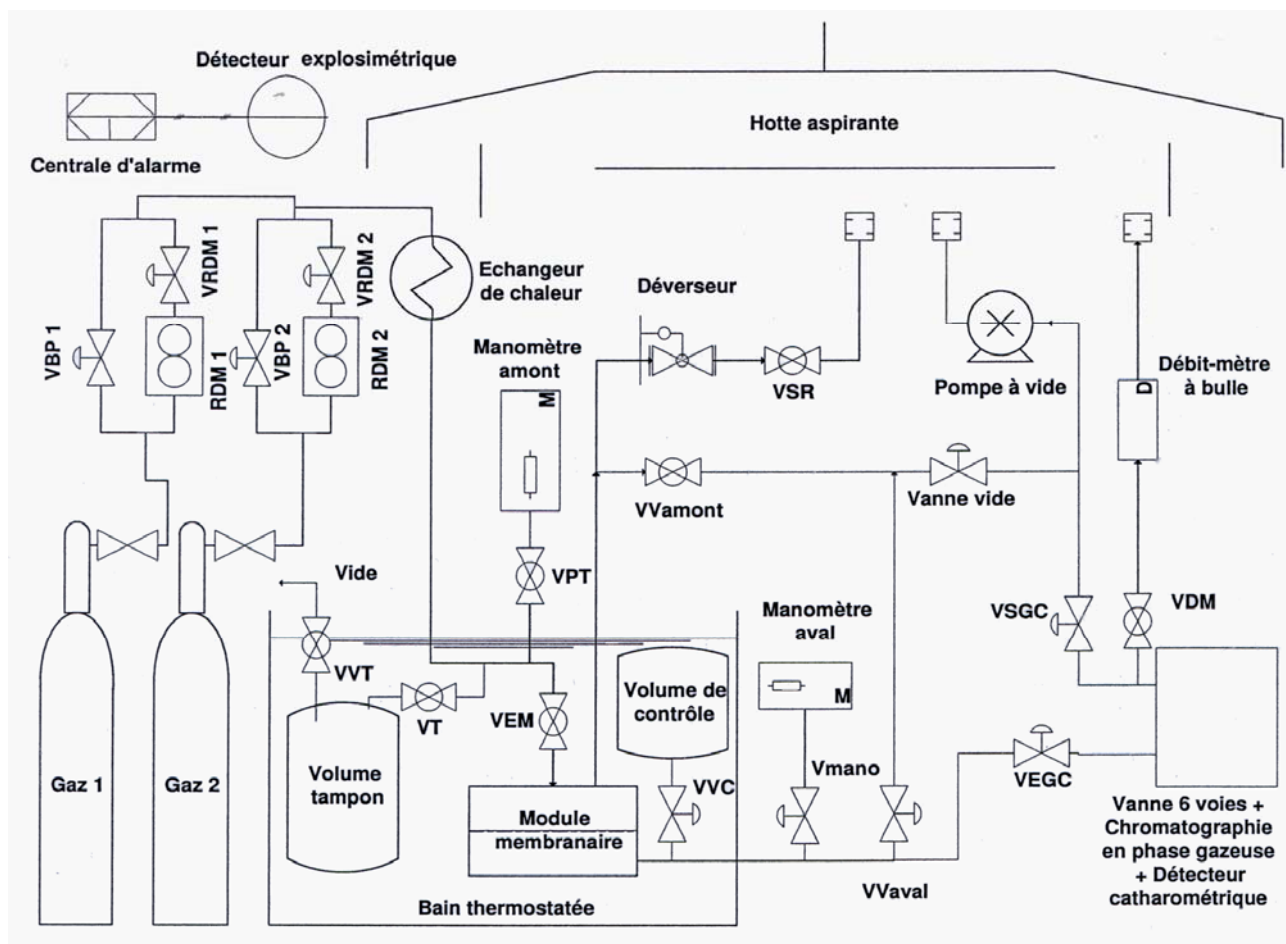 Détecteur explosimétrique
Hotte aspirante
Centrale d'alarme
VRDM 1
VRDM 2
Echangeur
de chaleur
Déverseur
VBP 1
RDM 1
VBP 2
RDM 2
Manomètre
amont
M
VSR
Pompe à vide
Débit-mètre
à bulle
D
VVamont
Vanne vide
Vide
VPT
Manomètre
aval
M
VSGC
VDM
VVT
VT
VEM
Volume de
contrôle
Gaz 1
Gaz 2
Volume
tampon
VVC
Vmano
VEGC
Module
membranaire
VVaval
Bain thermostatée
Vanne 6 voies +
Chromatographie
en phase gazeuse
+ Détecteur
catharométrique